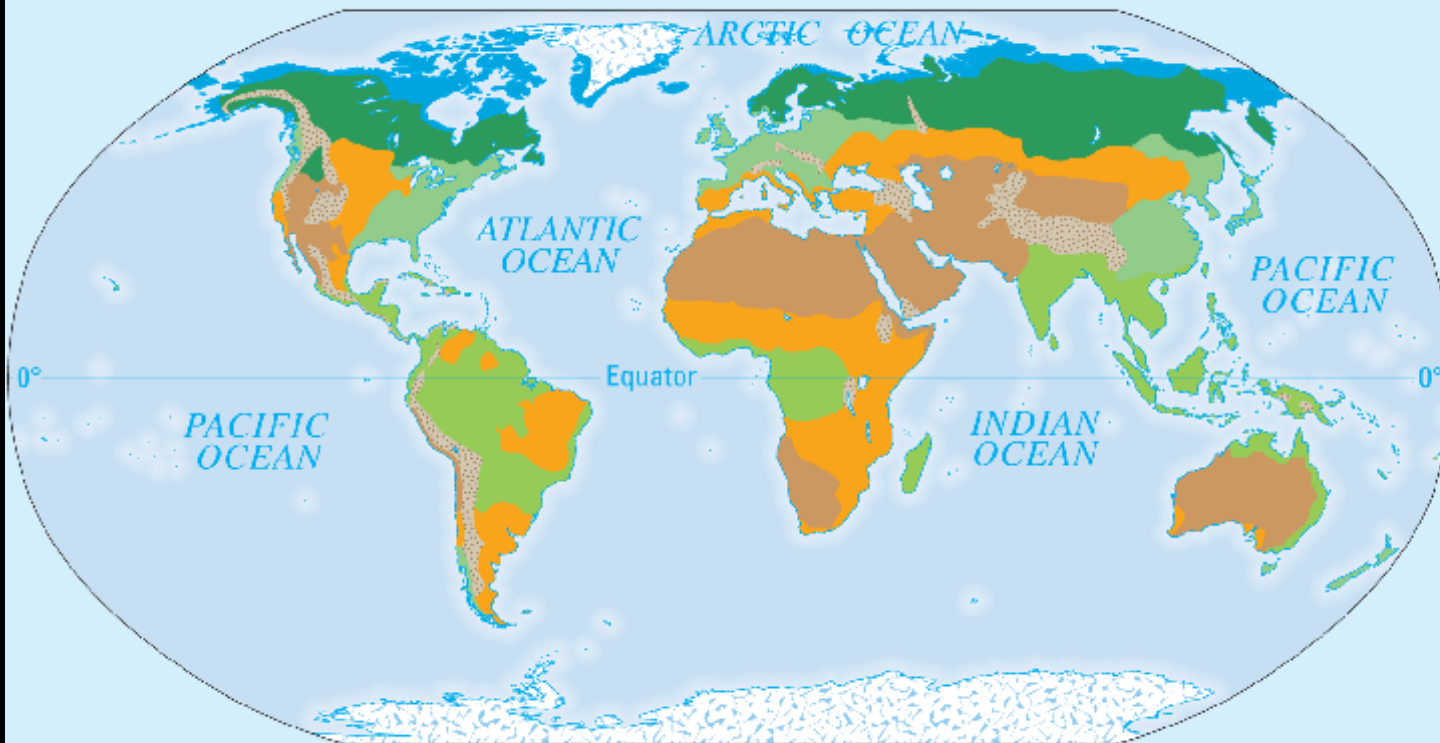 ARCTIC OCEAN
ATLANTIC
OCEAN
PACIFIC
OCEAN
0°
Equator
0°
PACIFIC
OCEAN
INDIAN
OCEAN